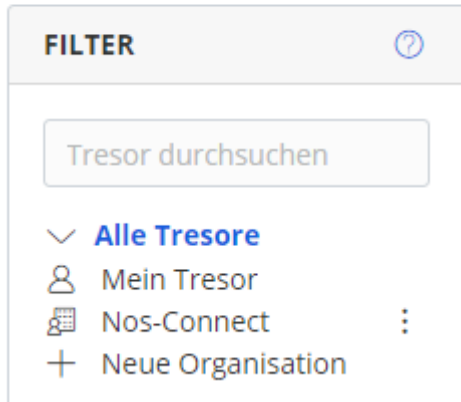 FILTER
Tresor durchsuchen
Alle Tresore
Mein Tresor
Nos-Connect
Neue Organisation